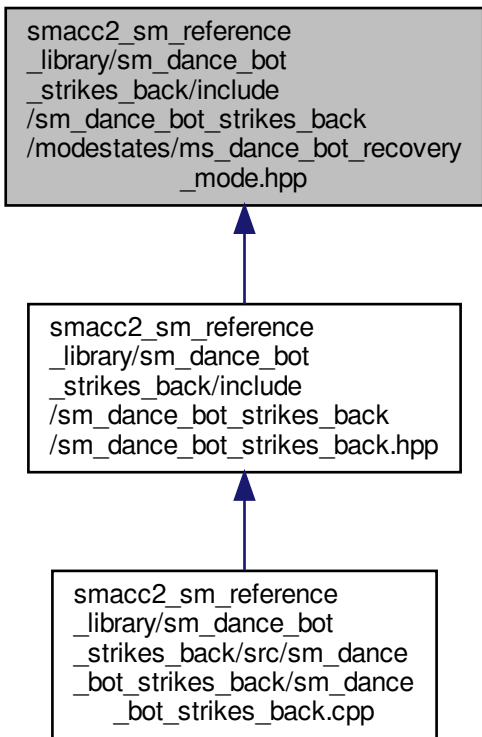 smacc2_sm_reference
_library/sm_dance_bot
_strikes_back/include
/sm_dance_bot_strikes_back
/modestates/ms_dance_bot_recovery
_mode.hpp
smacc2_sm_reference
_library/sm_dance_bot
_strikes_back/include
/sm_dance_bot_strikes_back
/sm_dance_bot_strikes_back.hpp
smacc2_sm_reference
_library/sm_dance_bot
_strikes_back/src/sm_dance
_bot_strikes_back/sm_dance
_bot_strikes_back.cpp